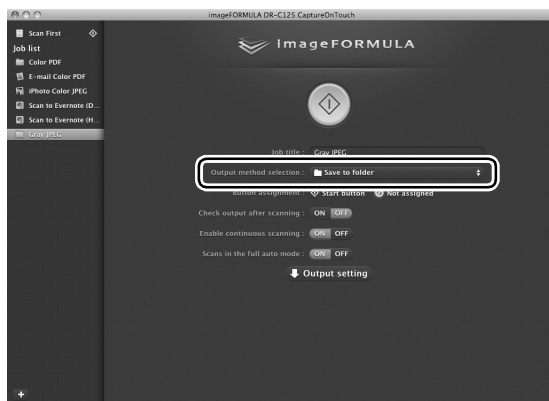 imageFORMULA DR-C125 CaptureOnTouch
Scan First
Job list
Color PDF
E-mail Color PDF
iPhoto Color JPEG
Scan to Evernote (D...
Scan to Evernote (H...
Gray JPEG
imageFORMULA
Job title : Gray JPEG
Output method selection : Save to folder
Button assignment : Start button Not assigned
Check output after scanning : ON OFF
Enable continuous scanning : ON OFF
Scans in the full auto mode : ON OFF
Output setting